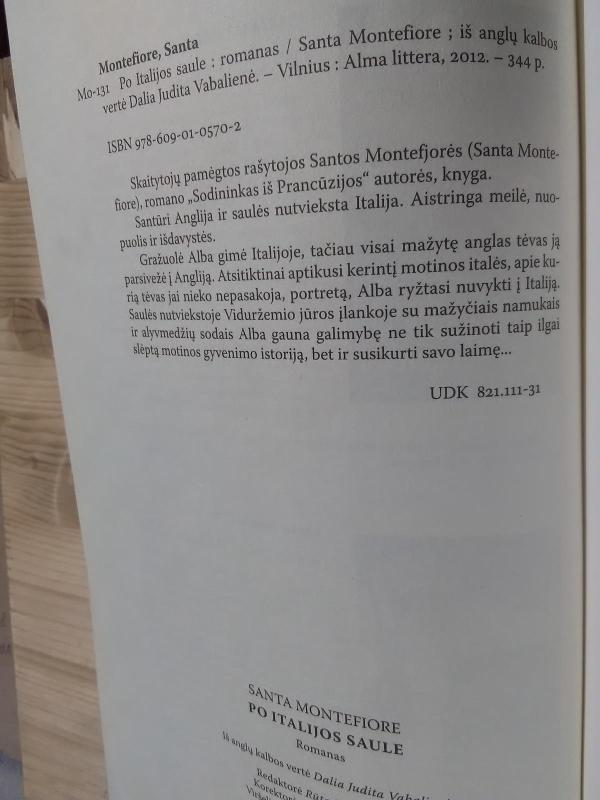 Montefiore, Santa
Mo-131 Po Italijos saule : romanas / Santa Montefiore ; iš anglų kalbos
vertė Dalia Judita Vabalienė. – Vilnius : Alma littera, 2012. – 344 p.
ISBN 978-609-01-0570-2
Skaitytojų pamėgtos rašytojos Santos Montefjorės (Santa Monte-
fiore), romano „Sodininkas iš Prancūzijos“ autorės, knyga.
Santūri Anglija ir saulės nutvieksta Italija. Aistringa meilė, nuo-
puolis ir išdavystės.
Gražuolė Alba gimė Italijoje, tačiau visai mažytę anglas tėvas ją
parsivežė į Angliją. Atsitiktinai aptikusi kerintį motinos italės, apie ku-
rią tėvas jai nieko nepasakoja, portretą, Alba ryžtasi nuvykti į Italiją.
Saulės nutviekstoje Viduržemio jūros įlankoje su mažyčiais namukais
ir alyvmedžių sodais Alba gauna galimybę ne tik sužinoti taip ilgai
slėptą motinos gyvenimo istoriją, bet ir susikurti savo laimę...
UDK 821.111-31
SANTA MONTEFIORE
PO ITALIJOS SAULE
Romanas
Iš anglų kalbos vertė Dalia Judita
Redaktorė